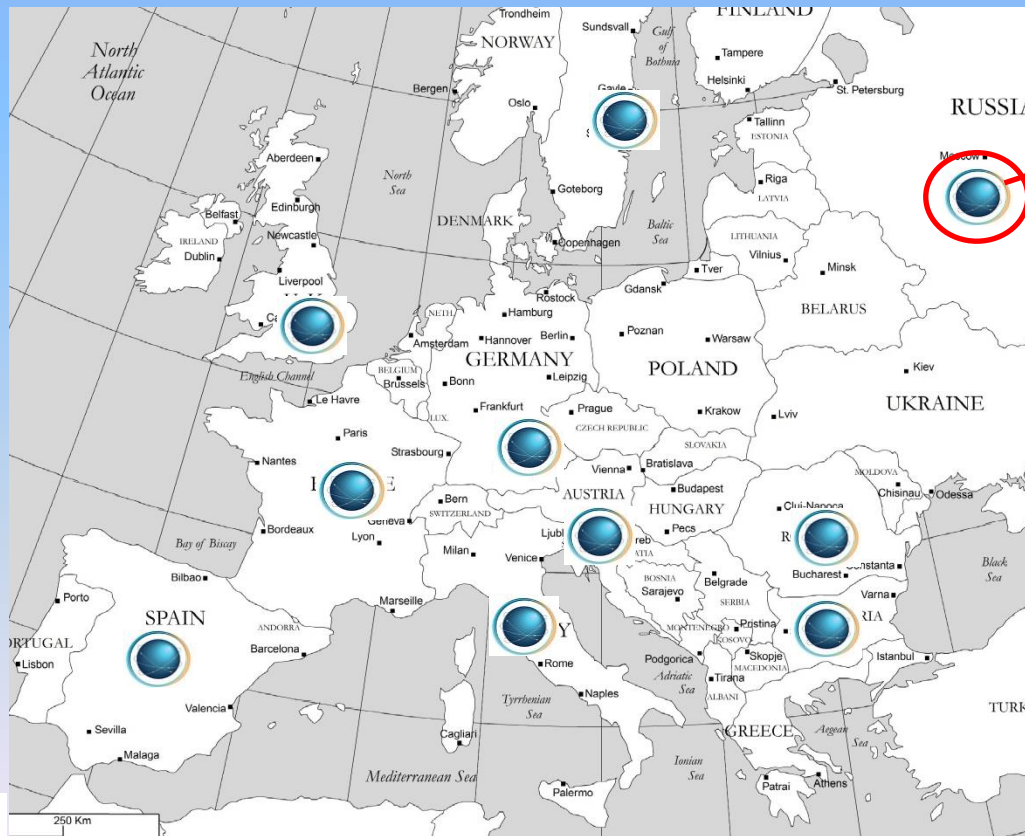 Trondheim
Sundsvall
FINLAND
NORWAY
Gulf
of
Bothnia
North
Atlantic
Ocean
Tampere
Helsinki
St. Petersburg
Bergen
Gavle
Oslo
RUSSIA
Tallinn
ESTONIA
Moscow
Aberdeen
North
Sea
Riga
LATVIA
Goteborg
Edinburgh
Belfast
DENMARK
Baltic
Sea
Newcastle
IRELAND
Dublin
Copenhagen
LITHUANIA
Vilnius
Tver
Minsk
Liverpool
Gdansk
Rostock
BELARUS
Hamburg
NETH.
Poznan
Amsterdam
Hannover
Berlin
Warsaw
GERMANY
POLAND
English Channel
BELGIUM
Brussels
Bonn
Leipzig
Kiev
Le Havre
LUX.
Frankfurt
Prague
Krakow
Lviv
UKRAINE
CZECH REPUBLIC
Paris
Strasbourg
SLOVAKIA
Nantes
Vienna
Bratislava
MOLDOVA
Chisinau
Odessa
Bern
AUSTRIA
Budapest
HUNGARY
SWITZERLAND
Cluj-Napoca
Geneva
Bordeaux
Lyon
Pecs
Bay of Biscay
Milan
Venice
Black
Sea
Bucharest
Constanta
Bilbao
BOSNIA
Sarajevo
Belgrade
SERBIA
Varna
Porto
Marseille
SPAIN
ANDORRA
MONTENEGRO
Pristina
KOSOVO
PORTUGAL
Barcelona
Lisbon
Rome
Podgorica
Skopje
MACEDONIA
Istanbul
Adriatic
Sea
Tirana
ALBANI
Naples
Tyrrhenian
Sea
Valencia
TURK
Sevilla
Cagliari
GREECE
Aegean
Sea
Malaga
Ionian
Sea
Mediterranean Sea
Palermo
Patrai
Athens
250 Km